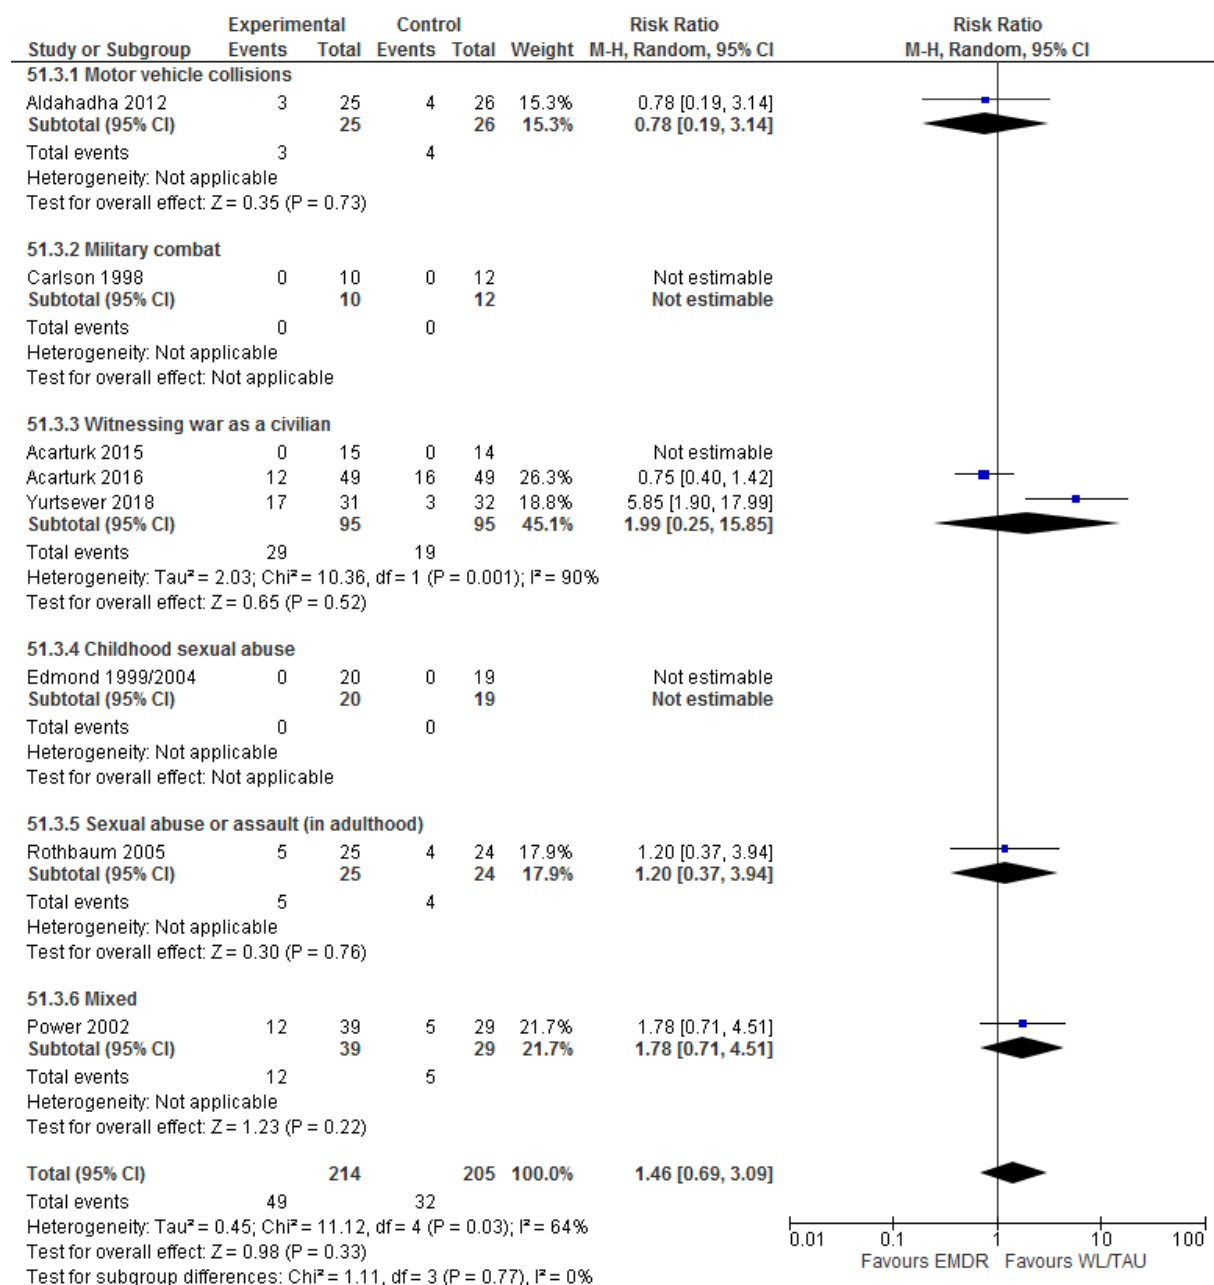 Experimental Control Risk Ratio Risk Ratio
Study or Subgroup Events Total Events Total Weight M-H, Random, 95% CI M-H, Random, 95% CI
51.3.1 Motor vehicle collisions
Aldahadha 2012 3 25 4 26 15.3% 0.78 [0.19, 3.14]
Subtotal (95% CI) 25 26 15.3% 0.78 [0.19, 3.14]
Total events 3 4
Heterogeneity: Not applicable
Test for overall effect: Z = 0.35 (P = 0.73)
51.3.2 Military combat
Carlson 1998 0 10 0 12 Not estimable
Subtotal (95% CI) 10 12 Not estimable
Total events 0 0
Heterogeneity: Not applicable
Test for overall effect: Not applicable
51.3.3 Witnessing war as a civilian
Acarturk 2015 0 15 0 14 Not estimable
Acarturk 2016 12 49 16 49 26.3% 0.75 [0.40, 1.42]
Yurtsever 2018 17 31 3 32 18.8% 5.85 [1.90, 17.99]
Subtotal (95% CI) 95 95 45.1% 1.99 [0.25, 15.85]
Total events 29 19
Heterogeneity: Tau² = 2.03; Chi² = 10.36, df = 1 (P = 0.001); I² = 90%
Test for overall effect: Z = 0.65 (P = 0.52)
51.3.4 Childhood sexual abuse
Edmond 1999/2004 0 20 0 19 Not estimable
Subtotal (95% CI) 20 19 Not estimable
Total events 0 0
Heterogeneity: Not applicable
Test for overall effect: Not applicable
51.3.5 Sexual abuse or assault (in adulthood)
Rothbaum 2005 5 25 4 24 17.9% 1.20 [0.37, 3.94]
Subtotal (95% CI) 25 24 17.9% 1.20 [0.37, 3.94]
Total events 5 4
Heterogeneity: Not applicable
Test for overall effect: Z = 0.30 (P = 0.76)
51.3.6 Mixed
Power 2002 12 39 5 29 21.7% 1.78 [0.71, 4.51]
Subtotal (95% CI) 39 29 21.7% 1.78 [0.71, 4.51]
Total events 12 5
Heterogeneity: Not applicable
Test for overall effect: Z = 1.23 (P = 0.22)
Total (95% CI) 214 205 100.0% 1.46 [0.69, 3.09]
Total events 49 32
Heterogeneity: Tau² = 0.45; Chi² = 11.12, df = 4 (P = 0.03); I² = 64%
Test for overall effect: Z = 0.98 (P = 0.33)
Test for subgroup differences: Chi² = 1.11, df = 3 (P = 0.77), I² = 0%
0.01 0.1 1 10 100
Favours EMDR Favours WL/TAU